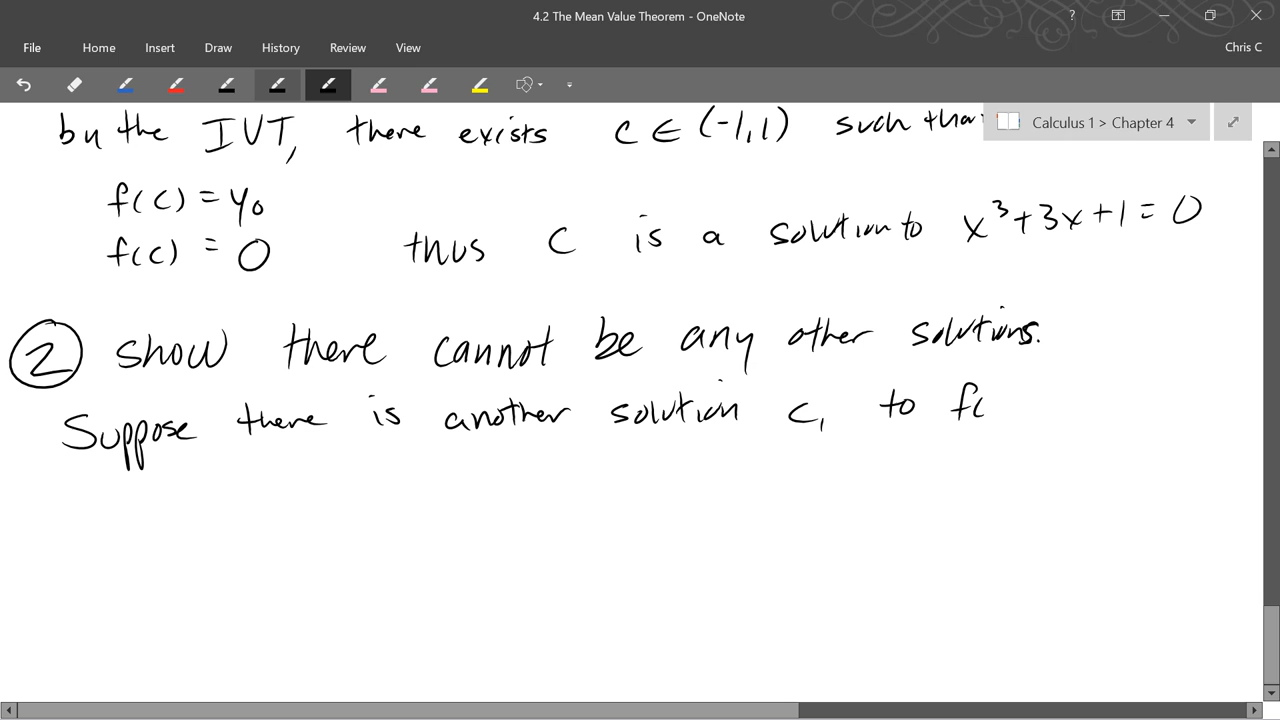 4.2 The Mean Value Theorem - OneNote
File Home Insert Draw History Review View Chris C
Calculus 1 > Chapter 4
by the IVT, there exists c ∈ (-1,1) such tha
f(c) = y₀
f(c) = 0 thus c is a solution to x³+3x+1=0
② show there cannot be any other solutions.
Suppose there is another solution c₁ to f(